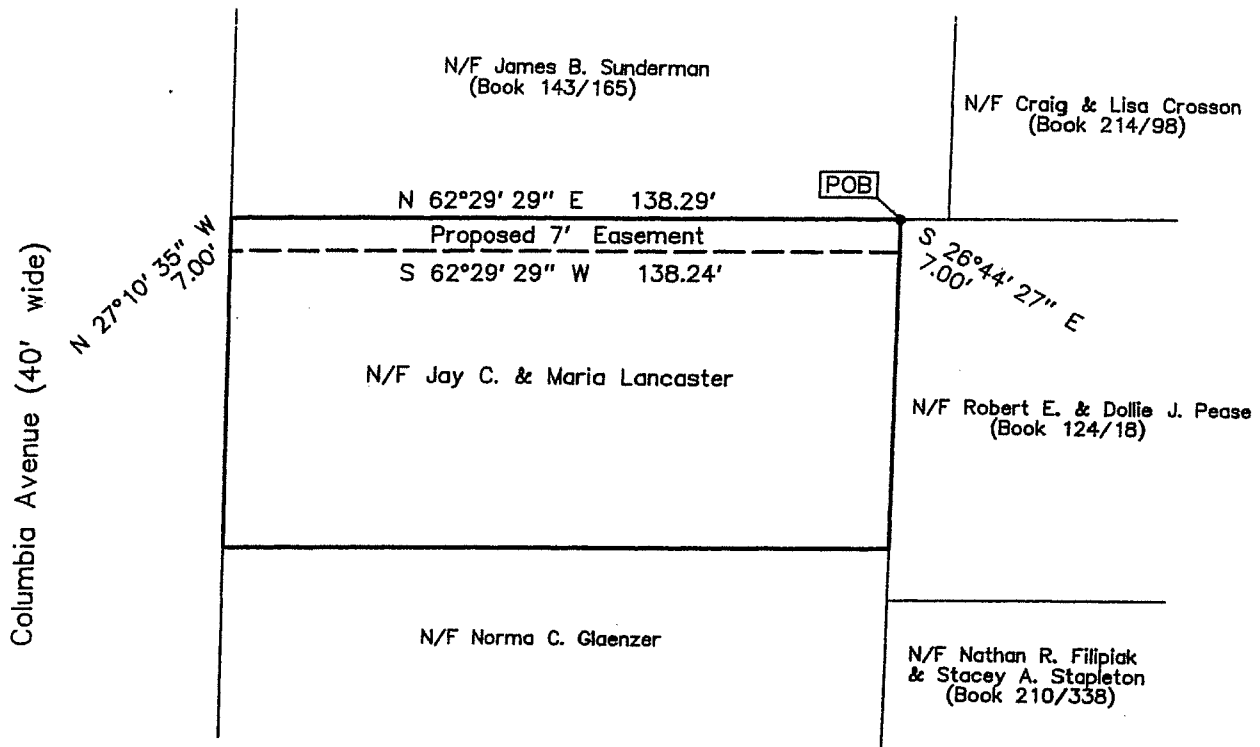 N/F James B. Sunderman
(Book 143/165)
N/F Craig & Lisa Crosson
(Book 214/98)
POB
N 62°29' 29" E 138.29'
Proposed 7' Easement
S 62°29' 29" W 138.24'
N 27°10' 35" W
7.00'
S 26°44' 27" E
7.00'
Columbia Avenue (40' wide)
N/F Jay C. & Maria Lancaster
N/F Robert E. & Dollie J. Pease
(Book 124/18)
N/F Norma C. Glaenzer
N/F Nathan R. Filipiak
& Stacey A. Stapleton
(Book 210/338)